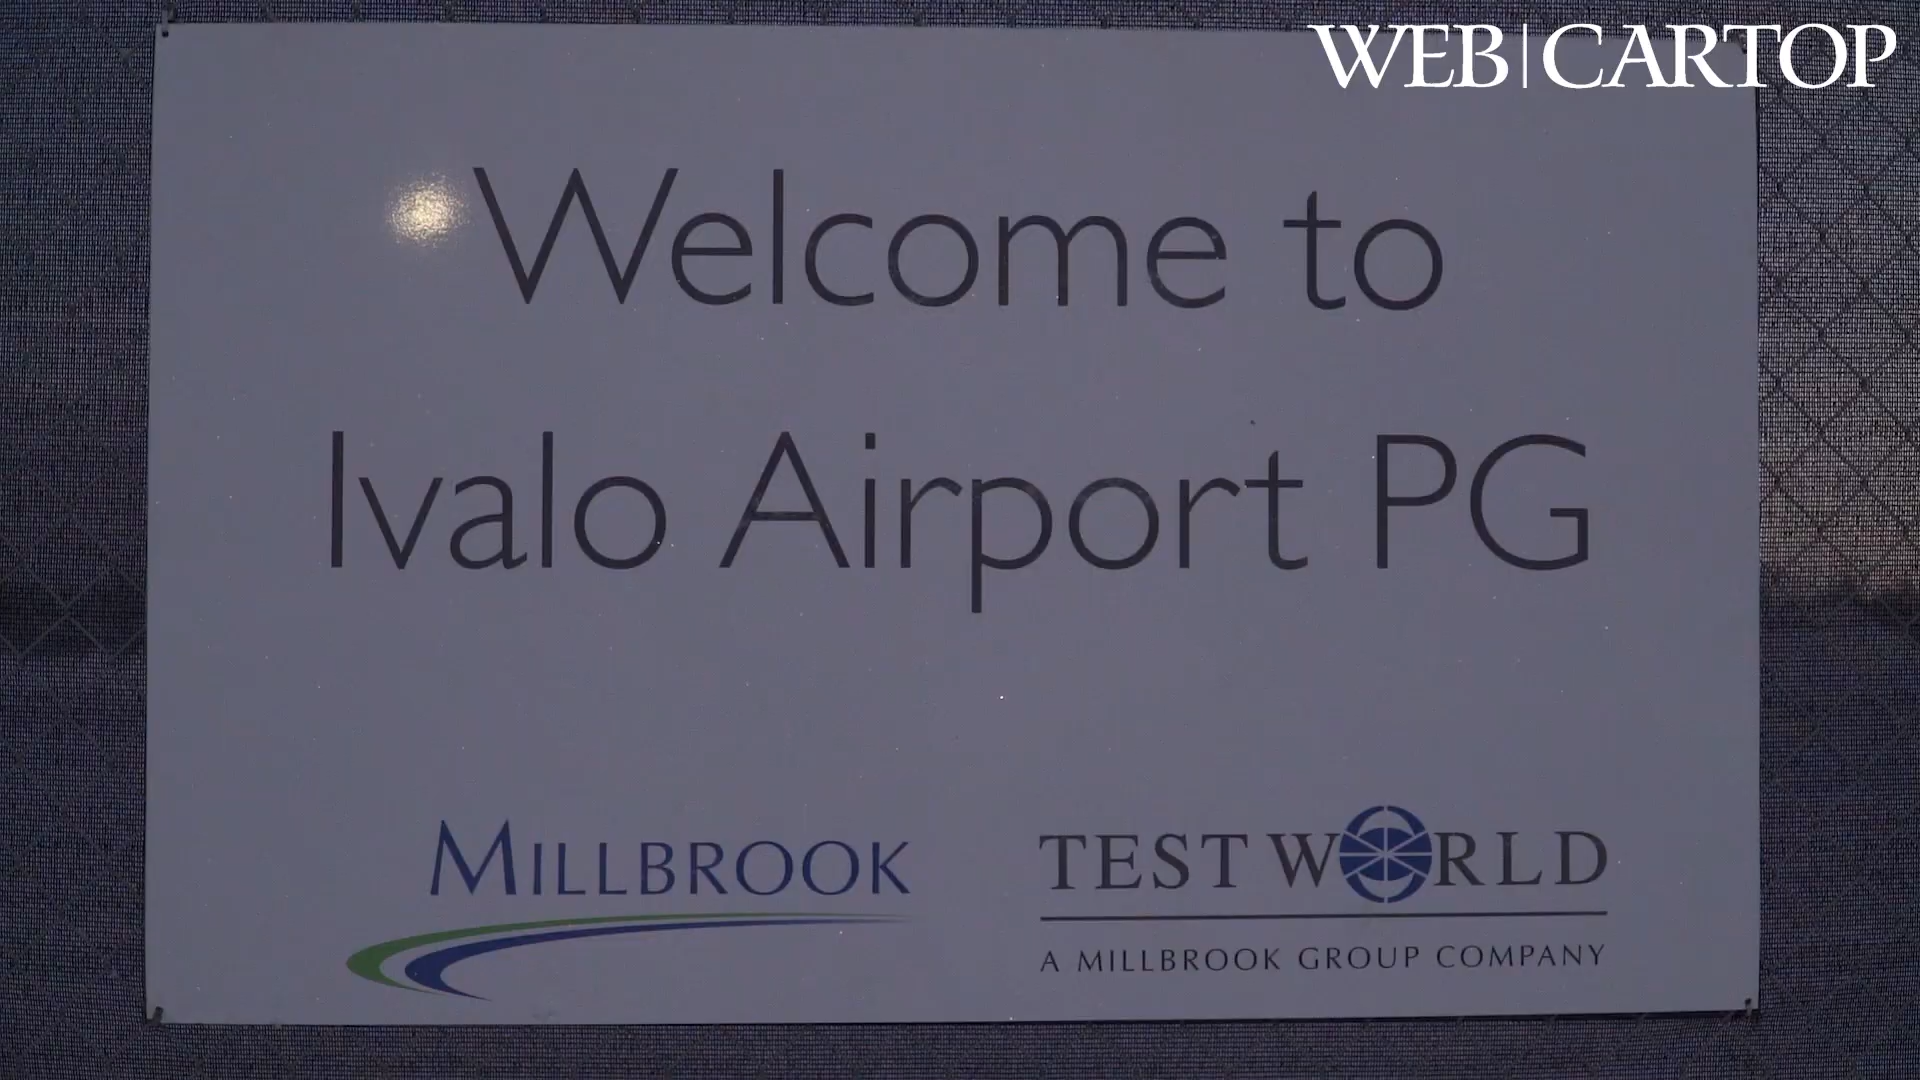 WEB|CARTOP
Welcome to
Ivalo Airport PG
MILLBROOK
TEST WORLD
A MILLBROOK GROUP COMPANY